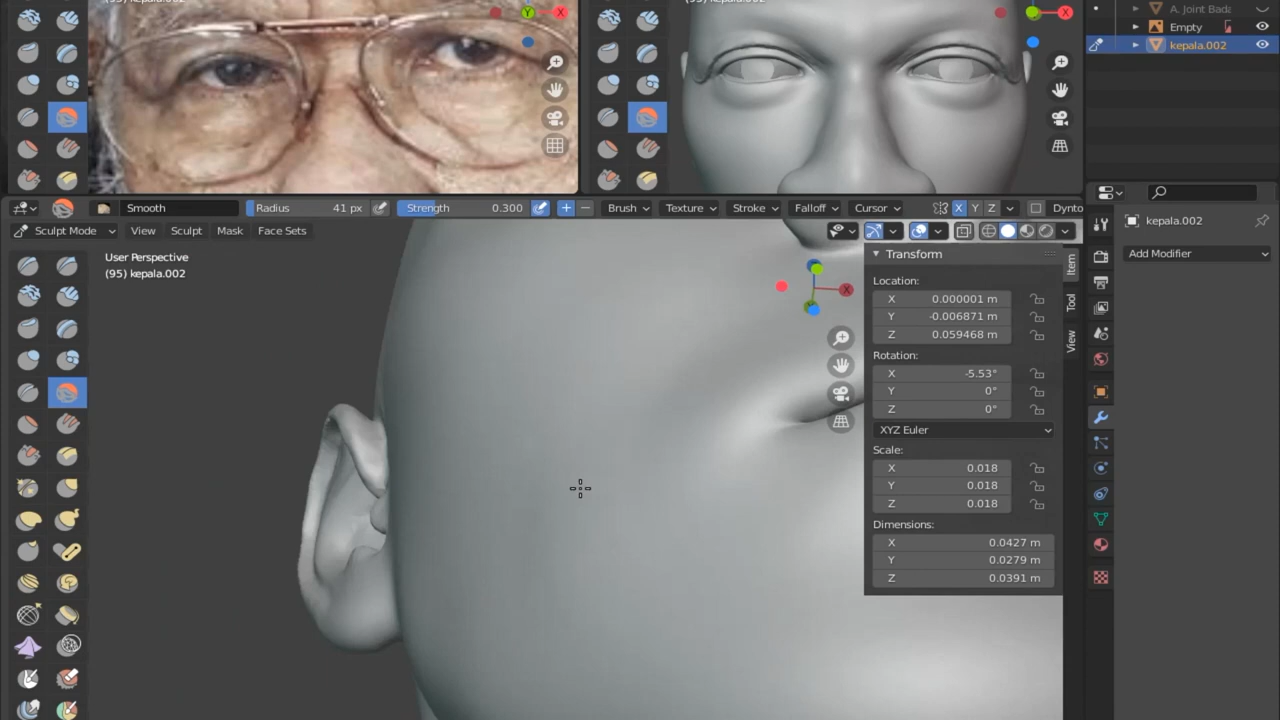 A. Joint Bada
Empty
kepala.002
Smooth
Radius 41 px
Strength 0.300
Brush
Texture
Stroke
Falloff
Cursor
X Y Z
Dynto
kepala.002
Sculpt Mode
View
Sculpt
Mask
Face Sets
Add Modifier
User Perspective
(95) kepala.002
Transform
Item
Tool
View
Location:
X 0.000001 m
Y -0.006871 m
Z 0.059468 m
Rotation:
X -5.53°
Y 0°
Z 0°
XYZ Euler
Scale:
X 0.018
Y 0.018
Z 0.018
Dimensions:
X 0.0427 m
Y 0.0279 m
Z 0.0391 m
Y X
X
X